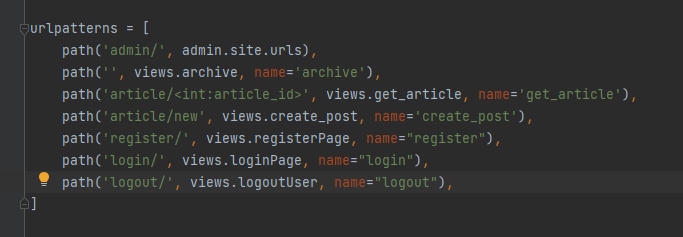 urlpatterns = [
    path('admin/', admin.site.urls),
    path('', views.archive, name='archive'),
    path('article/<int:article_id>', views.get_article, name='get_article'),
    path('article/new', views.create_post, name='create_post'),
    path('register/', views.registerPage, name="register"),
    path('login/', views.loginPage, name="login"),
    path('logout/', views.logoutUser, name="logout"),
]